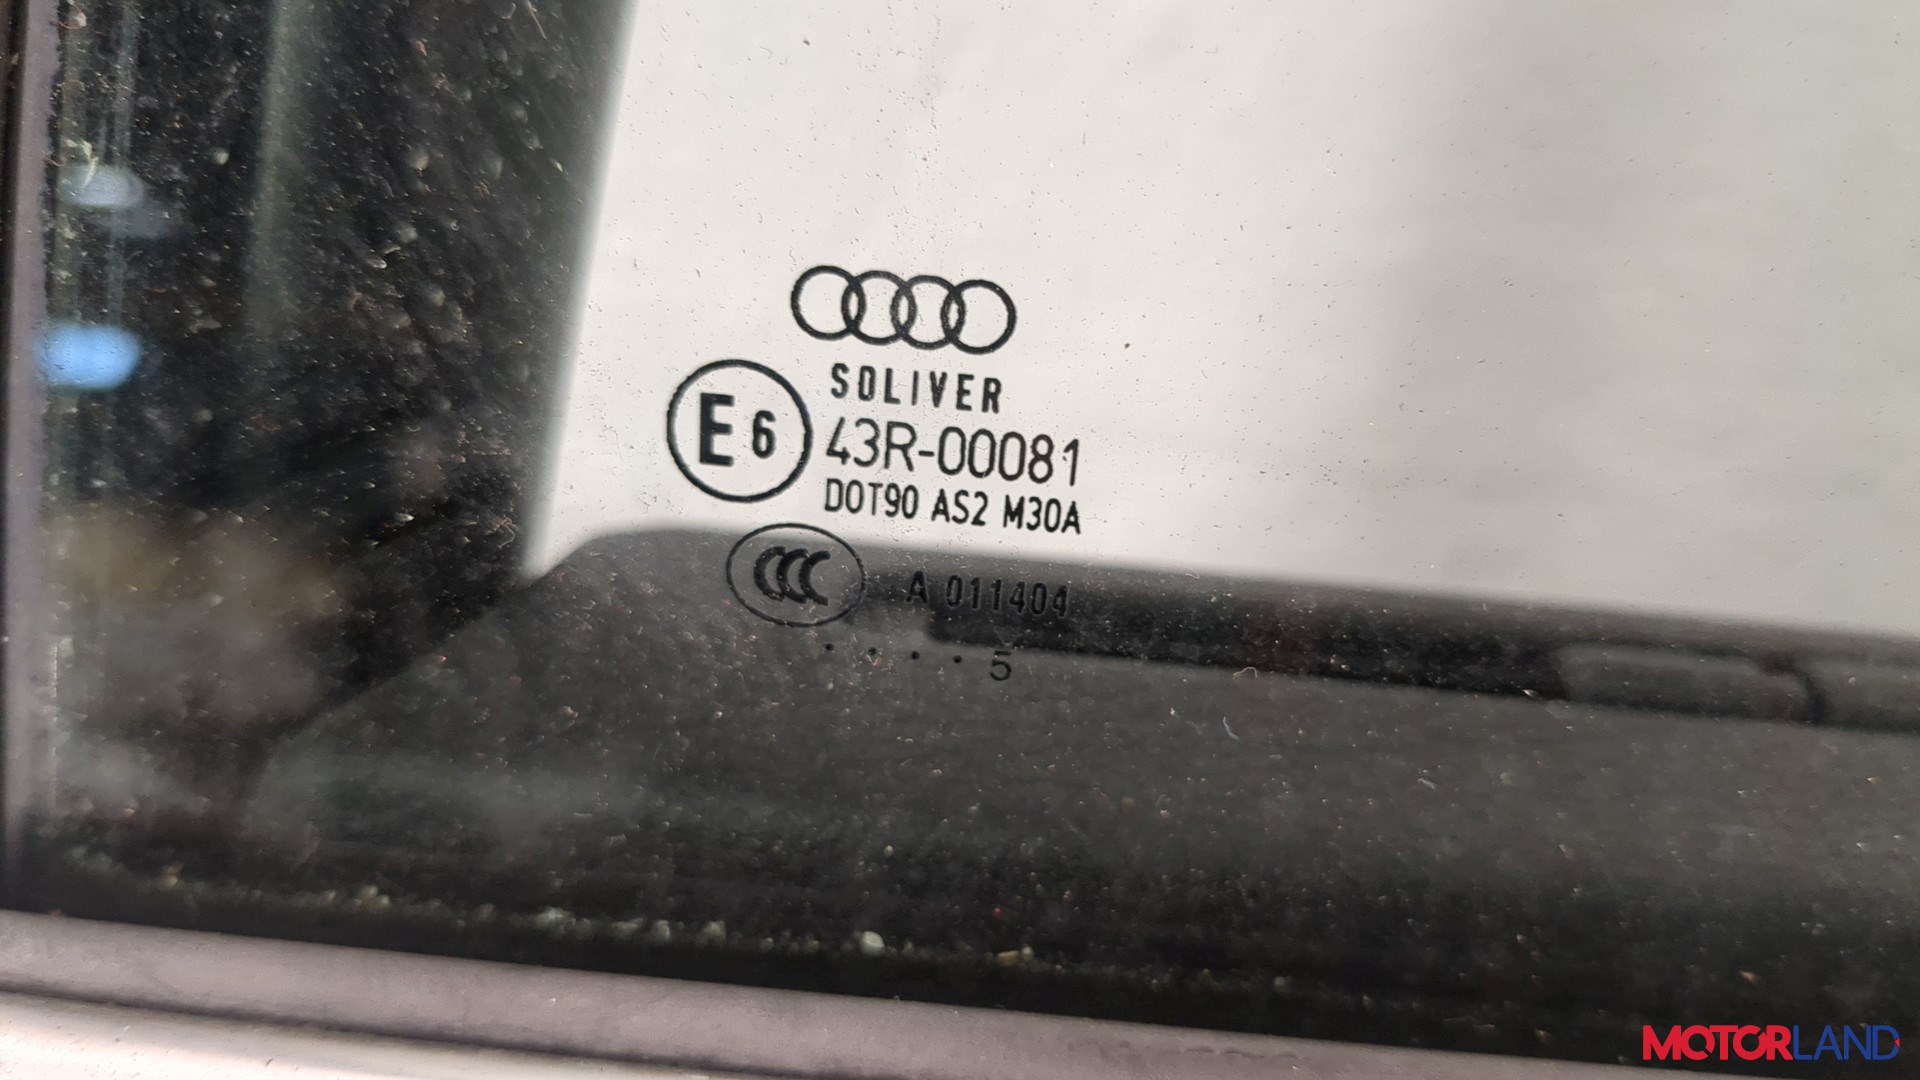 SOLIVER
E6 43R-00081
DOT90 AS2 M30A
CCC A 011404
. . . . 5
MOTORLAND